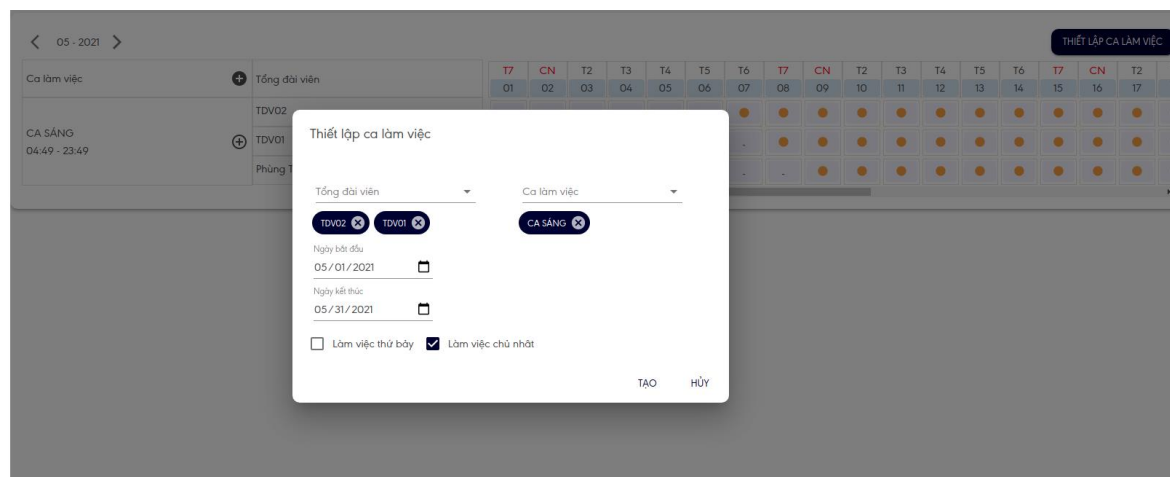 05 - 2021
THIẾT LẬP CA LÀM VIỆC
Ca làm việc
Tổng đài viên
T7 CN T2 T3 T4 T5 T6 T7 CN T2 T3 T4 T5 T6 T7 CN T2
01 02 03 04 05 06 07 08 09 10 11 12 13 14 15 16 17
CA SÁNG
04:49 - 23:49
TDV02
TDV01
Phùng T
Thiết lập ca làm việc
Tổng đài viên
Ca làm việc
TDV02 TDV01
CA SÁNG
Ngày bắt đầu
05/01/2021
Ngày kết thúc
05/31/2021
Làm việc thứ bảy
Làm việc chủ nhât
TẠO HỦY